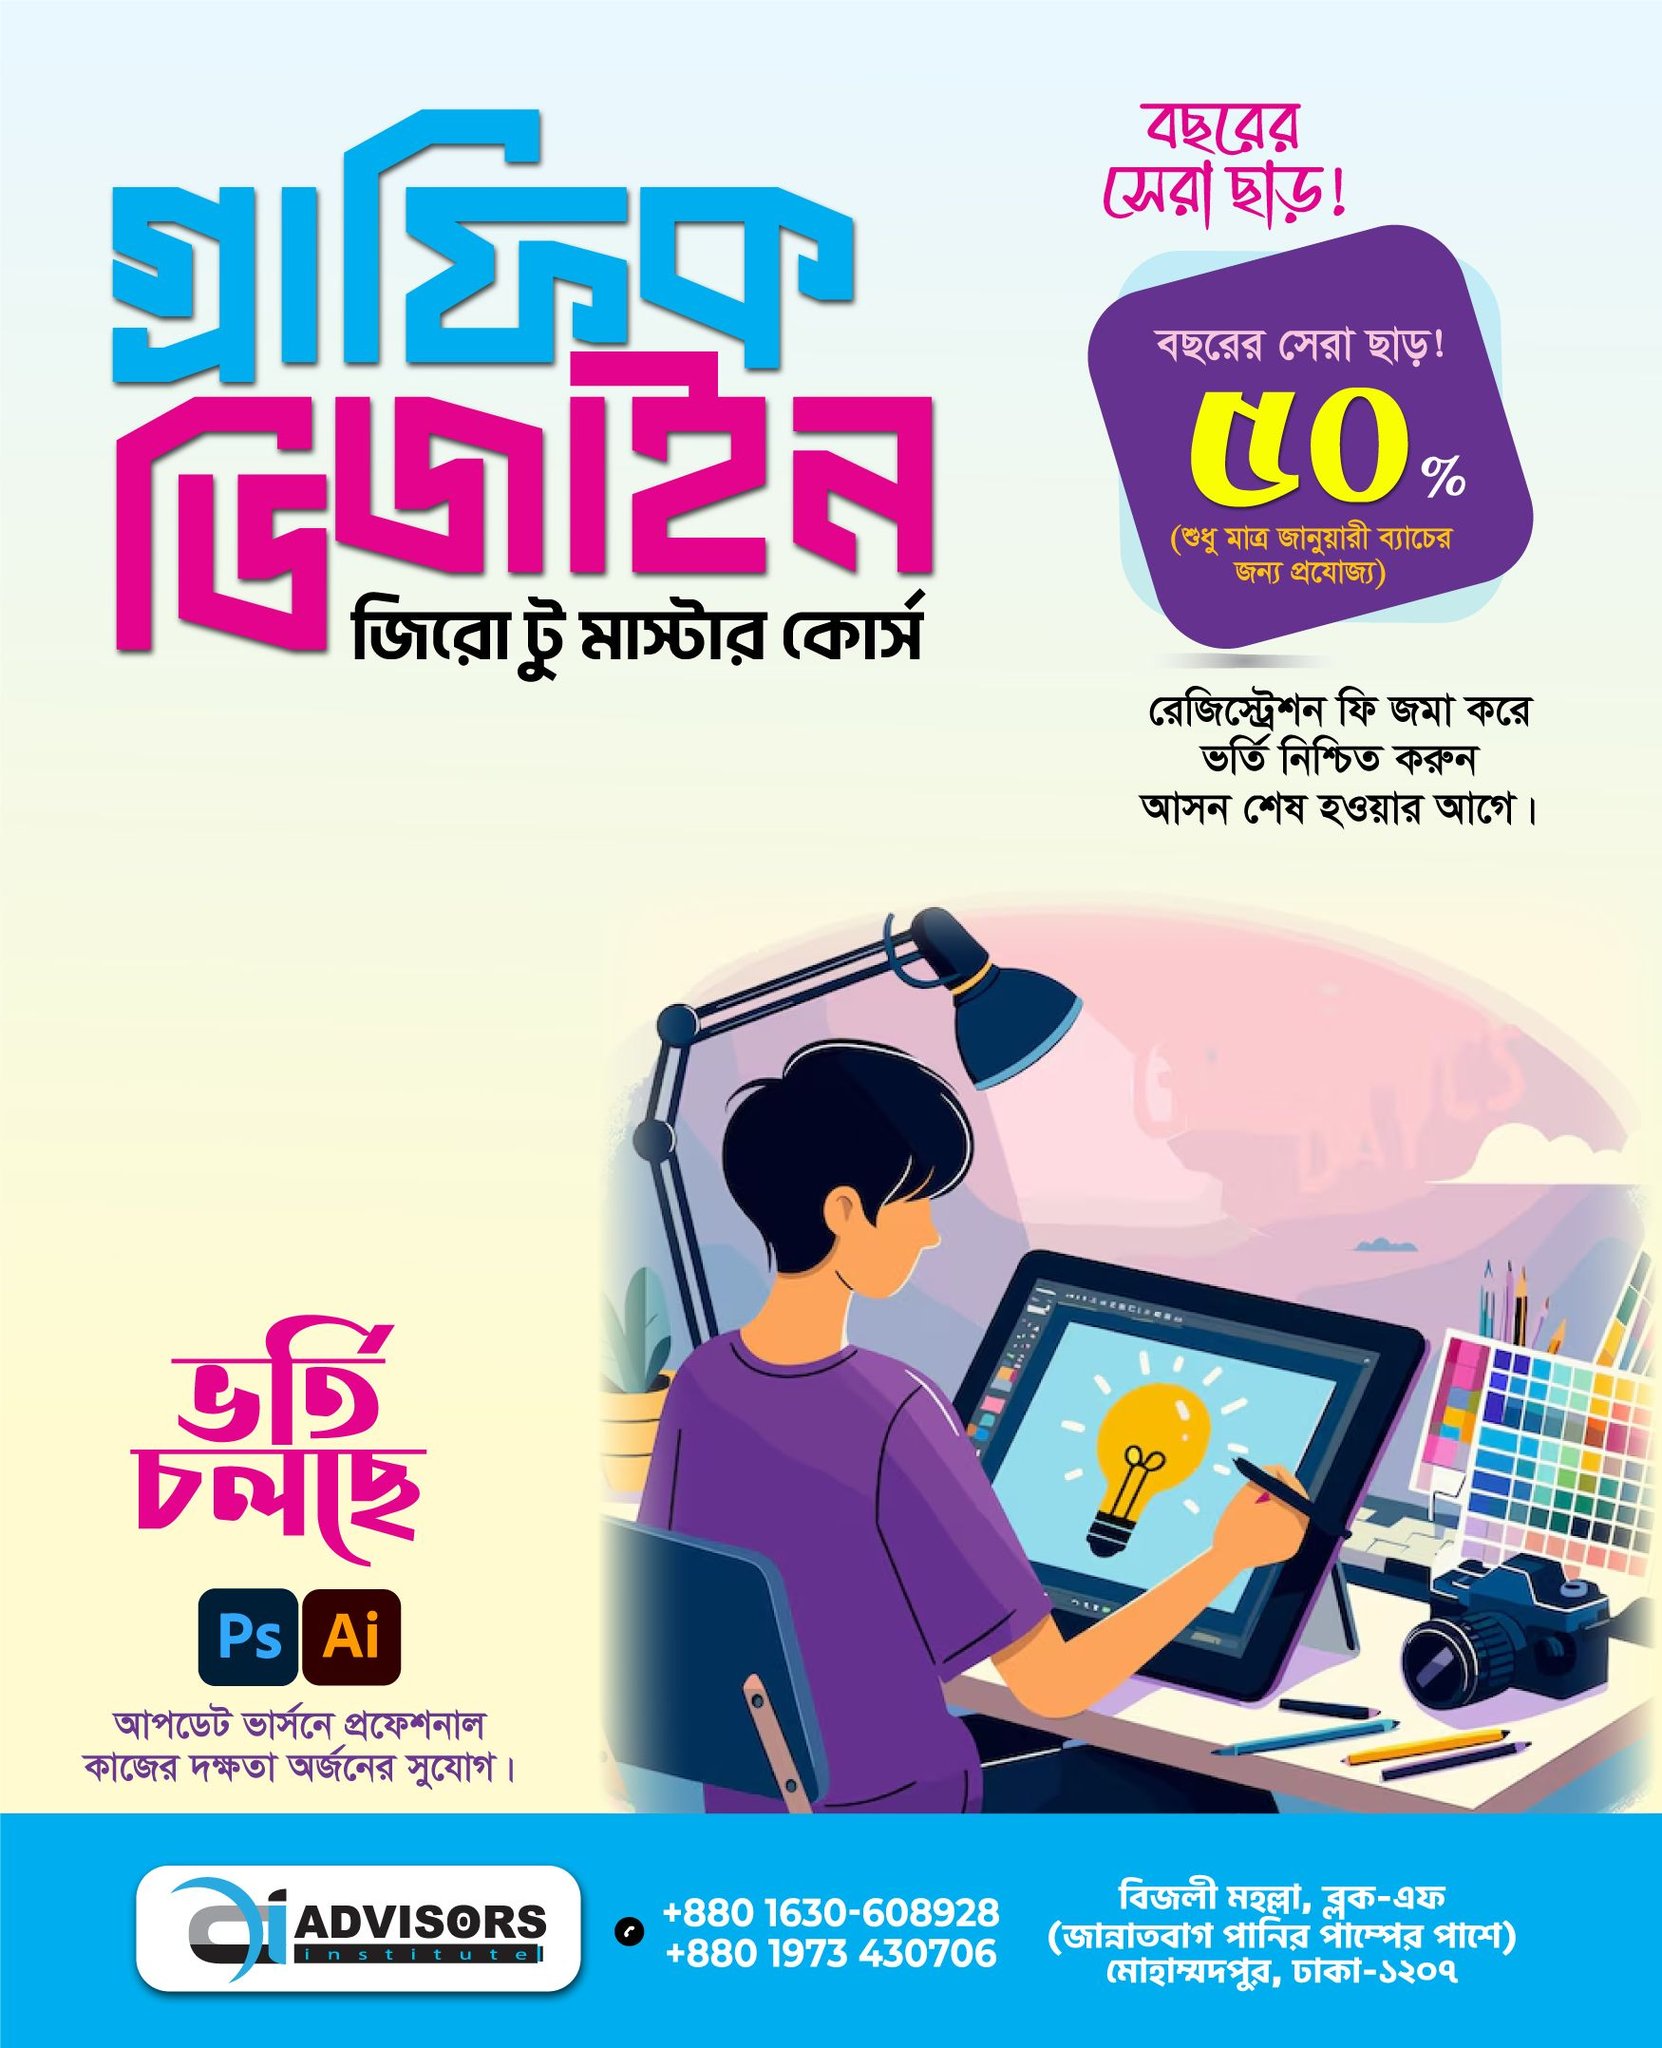 গ্রাফিক
ডিজাইন
জিরো টু মাস্টার কোর্স
বছরের
সেরা ছাড়!
বছরের সেরা ছাড়!
৫০%
(শুধু মাত্র জানুয়ারী ব্যাচের
জন্য প্রযোজ্য)
রেজিস্ট্রেশন ফি জমা করে
ভর্তি নিশ্চিত করুন
আসন শেষ হওয়ার আগে।
DAY
ভর্তি
চলছে
Ps Ai
আপডেট ভার্সনে প্রফেশনাল
কাজের দক্ষতা অর্জনের সুযোগ।
ai ADVISORS
institute
+880 1630-608928
+880 1973 430706
বিজলী মহল্লা, ব্লক-এফ
(জান্নাতবাগ পানির পাম্পের পাশে)
মোহাম্মদপুর, ঢাকা-১২০৭